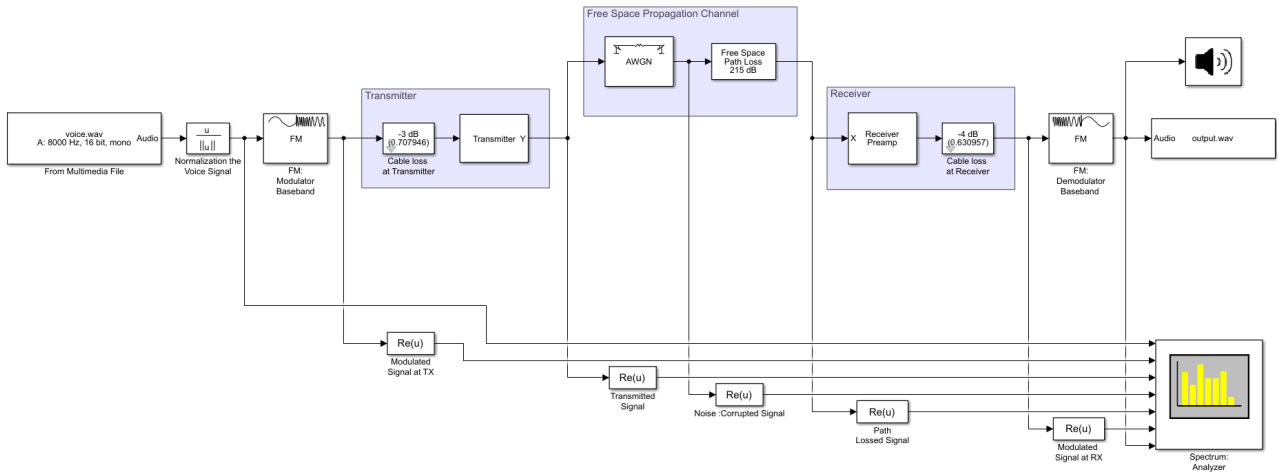 Free Space Propagation Channel
AWGN
Free Space
Path Loss
215 dB
Transmitter
-3 dB
(0.707946)
Cable loss
at Transmitter
Transmitter Y
Receiver
X Receiver
Preamp
-4 dB
(0.630957)
Cable loss
at Receiver
voice.wav
A: 8000 Hz, 16 bit, mono
Audio
From Multimedia File
u
||u||
Normalization the
Voice Signal
FM
FM:
Modulator
Baseband
FM
FM:
Demodulator
Baseband
Audio output.wav
Re(u)
Modulated
Signal at TX
Re(u)
Transmitted
Signal
Re(u)
Noise :Corrupted Signal
Re(u)
Path
Lossed Signal
Re(u)
Modulated
Signal at RX
Spectrum:
Analyzer